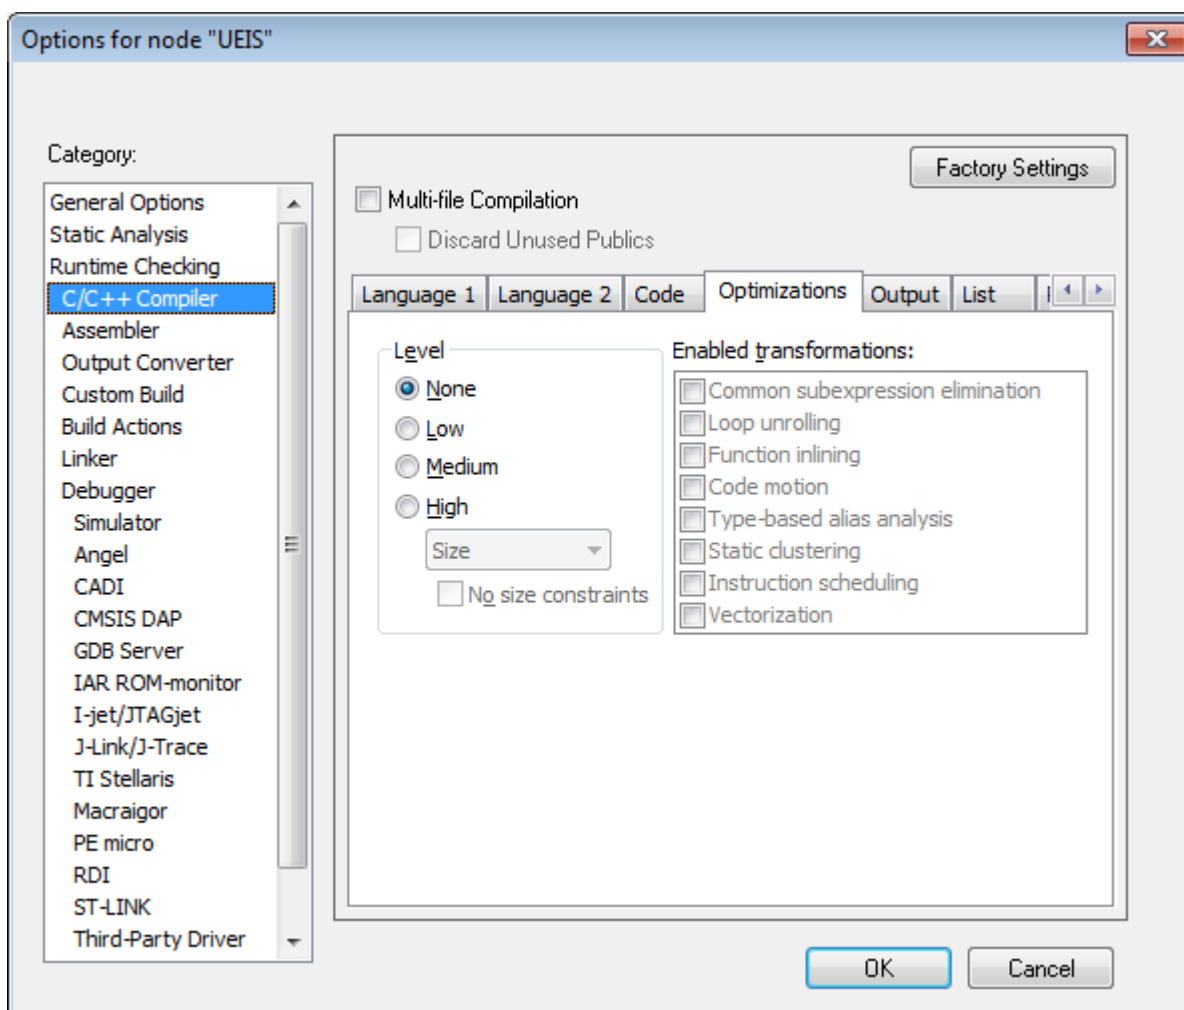 Options for node "UEIS"
Category:
General Options
Static Analysis
Runtime Checking
C/C++ Compiler
Assembler
Output Converter
Custom Build
Build Actions
Linker
Debugger
Simulator
Angel
CADI
CMSIS DAP
GDB Server
IAR ROM-monitor
I-jet/JTAGjet
J-Link/J-Trace
TI Stellaris
Macraigor
PE micro
RDI
ST-LINK
Third-Party Driver
Factory Settings
Multi-file Compilation
Discard Unused Publics
Language 1 Language 2 Code Optimizations Output List
Level
None
Low
Medium
High
Size
No size constraints
Enabled transformations:
Common subexpression elimination
Loop unrolling
Function inlining
Code motion
Type-based alias analysis
Static clustering
Instruction scheduling
Vectorization
OK Cancel